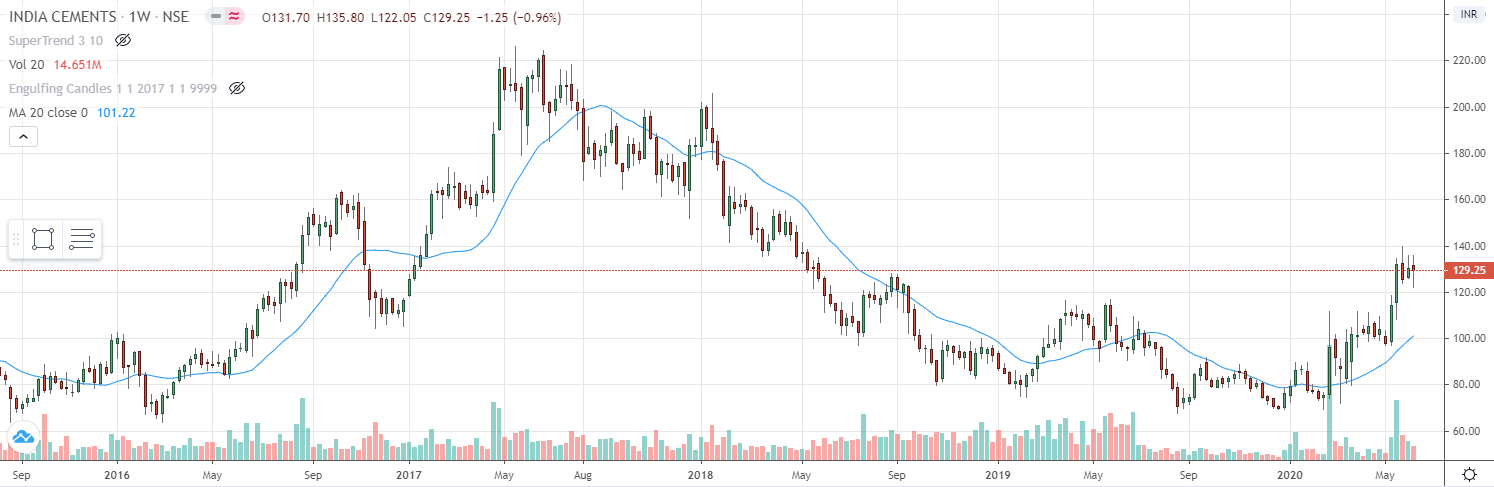 INDIA CEMENTS · 1W · NSE O131.70 H135.80 L122.05 C129.25 −1.25 (−0.96%)
INR
SuperTrend 3 10
Vol 20 14.651M
Engulfing Candles 1 1 2017 1 1 9999
MA 20 close 0 101.22
220.00
200.00
180.00
160.00
140.00
129.25
120.00
100.00
80.00
60.00
Sep 2016 May Sep 2017 May Aug 2018 May Sep 2019 May Sep 2020 May